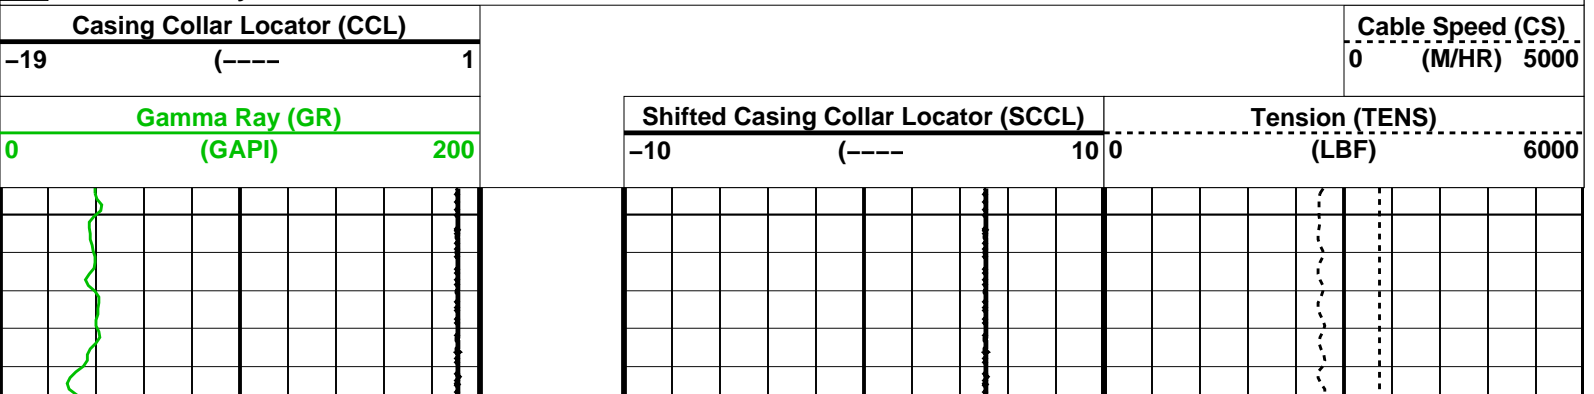 Casing Collar Locator (CCL)
−19 (−−−− 1
Cable Speed (CS)
0 (M/HR) 5000
Gamma Ray (GR)
0 (GAPI) 200
Shifted Casing Collar Locator (SCCL)
−10 (−−−− 10
Tension (TENS)
0 (LBF) 6000